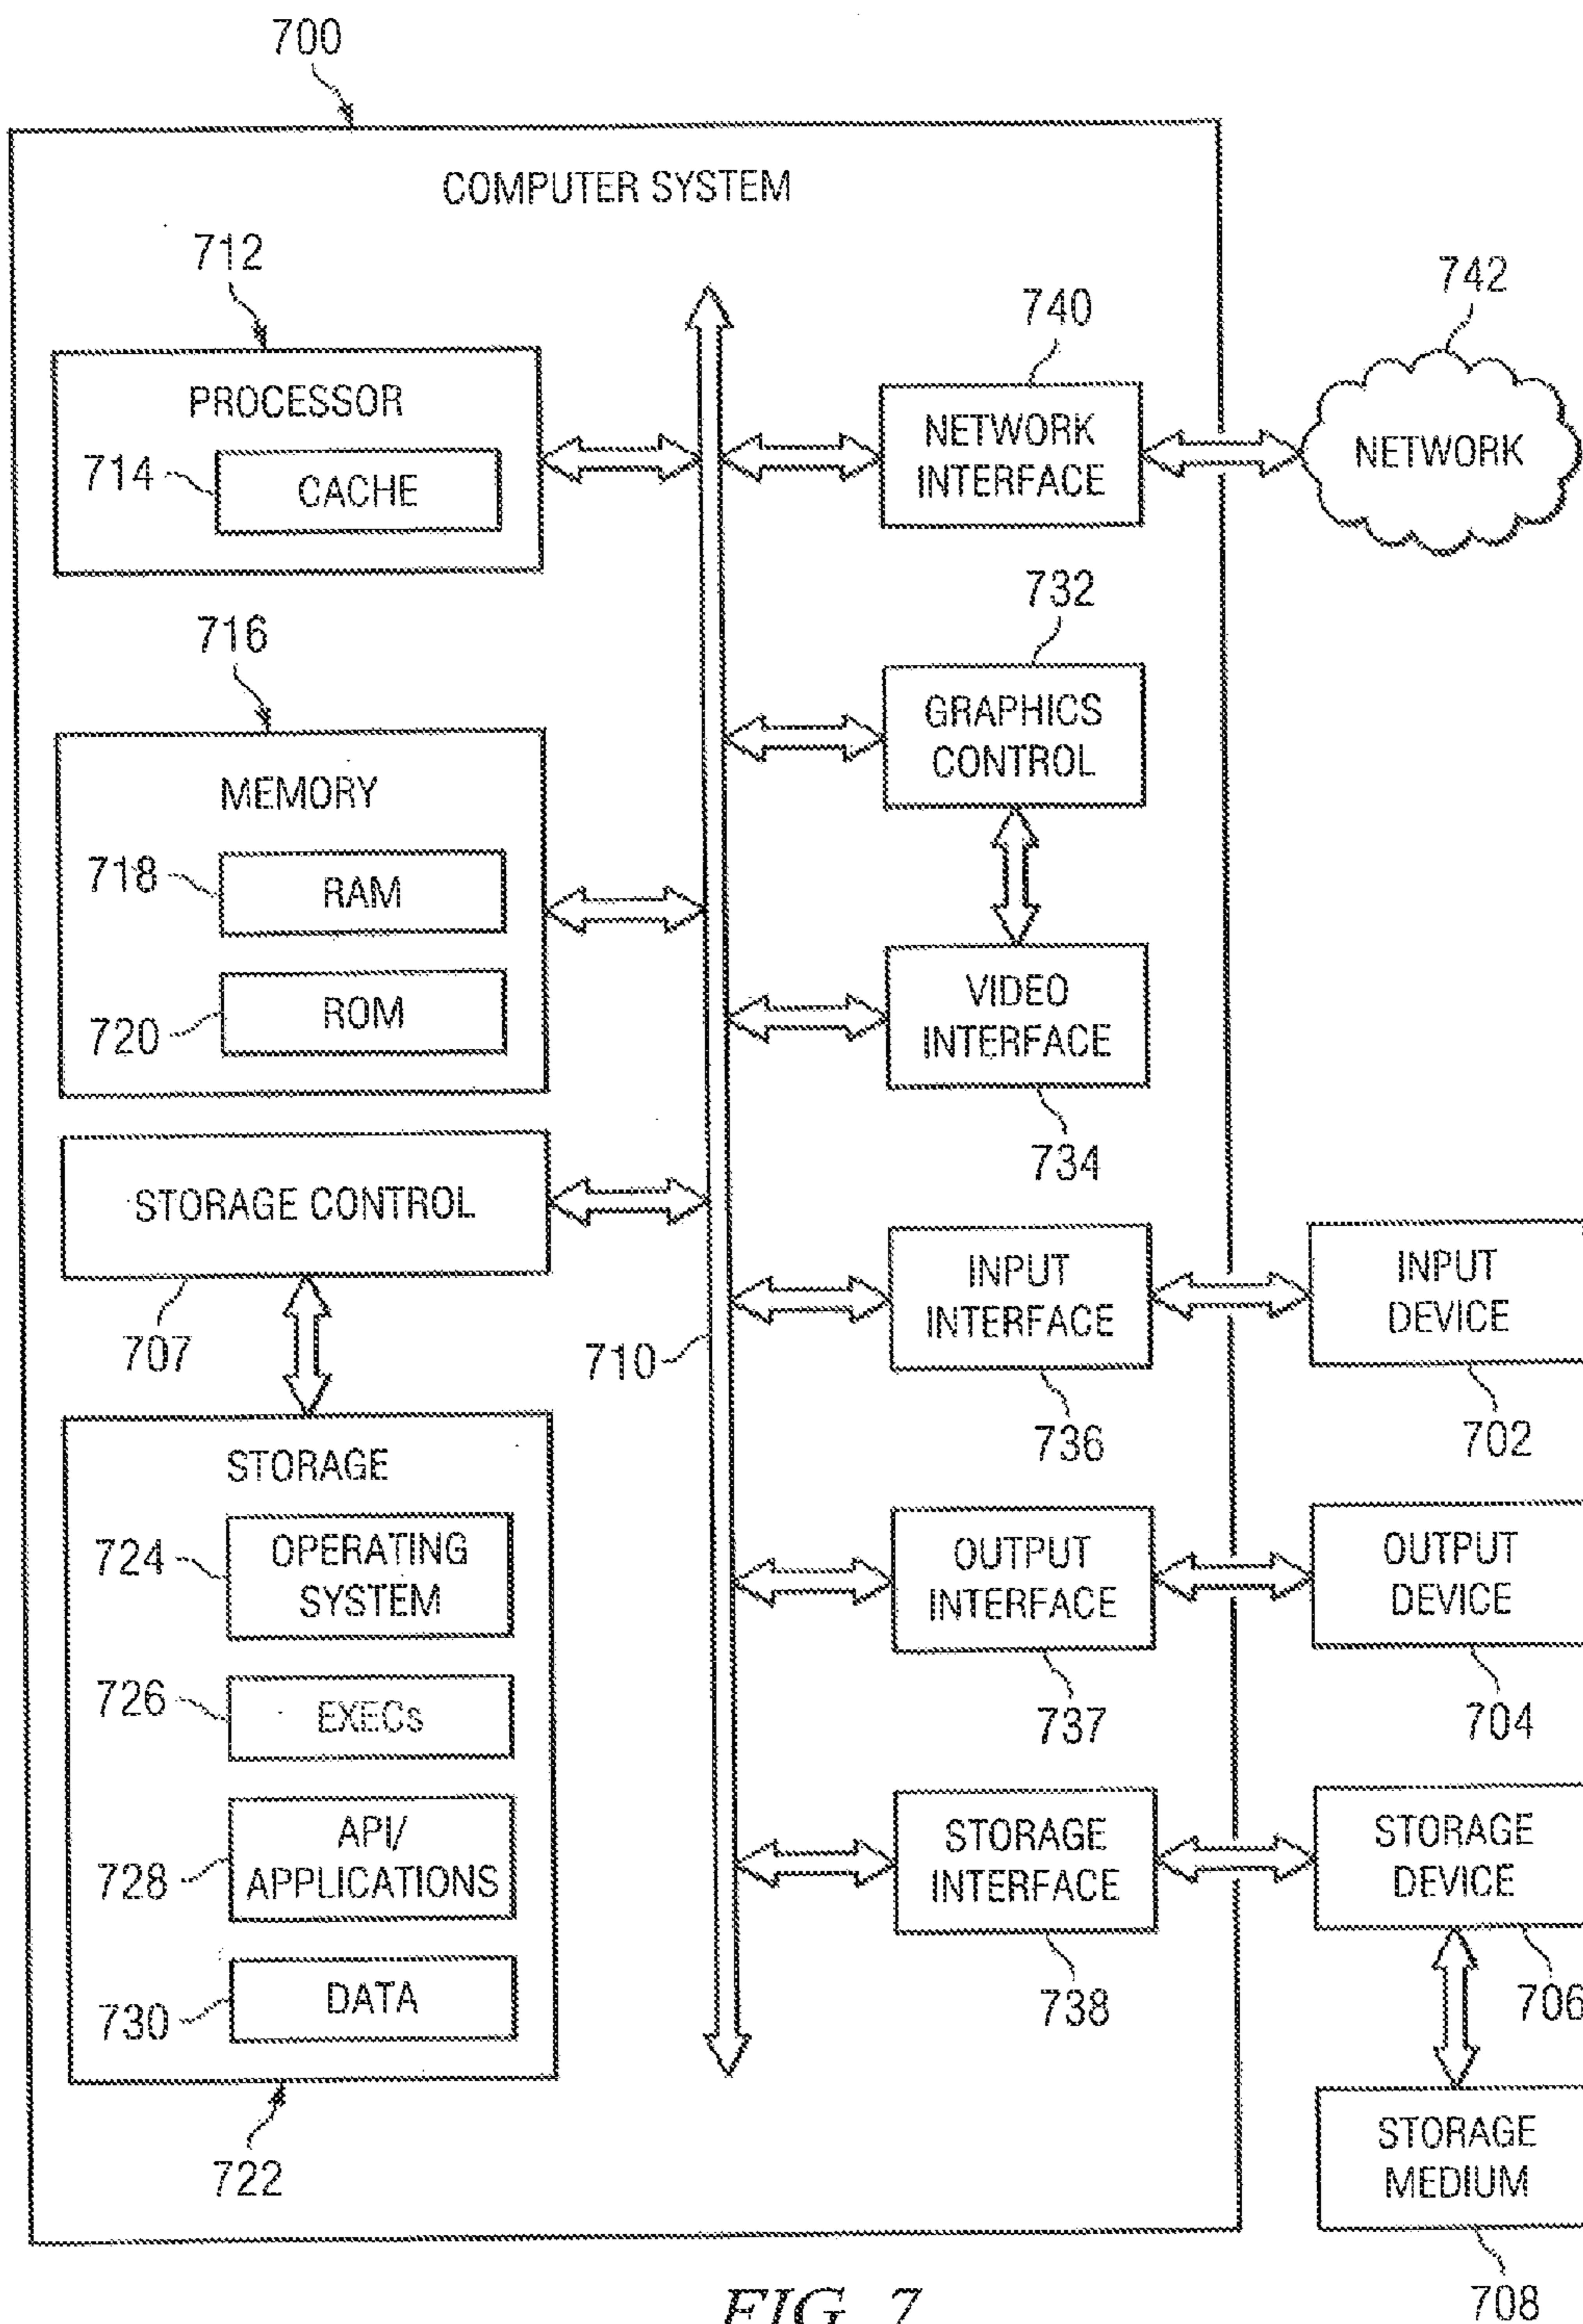 700
COMPUTER SYSTEM
712
PROCESSOR
714
CACHE
740
NETWORK
INTERFACE
742
NETWORK
716
MEMORY
718
RAM
720
ROM
732
GRAPHICS
CONTROL
VIDEO
INTERFACE
734
STORAGE CONTROL
707
710
INPUT
INTERFACE
736
INPUT
DEVICE
702
STORAGE
724
OPERATING
SYSTEM
726
EXECs
728
API/
APPLICATIONS
730
DATA
722
OUTPUT
INTERFACE
737
OUTPUT
DEVICE
704
STORAGE
INTERFACE
738
STORAGE
DEVICE
706
STORAGE
MEDIUM
708
FIG. 7